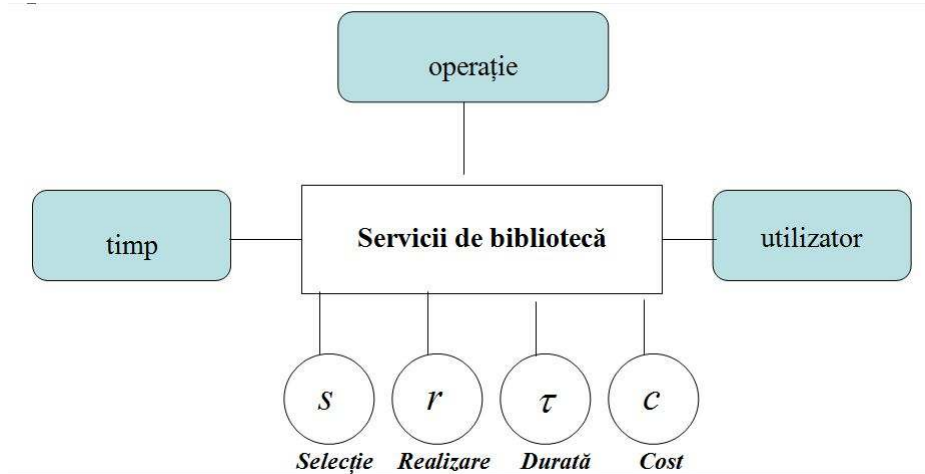 operație
timp
Servicii de bibliotecă
utilizator
s r τ c
Selecție Realizare Durată Cost